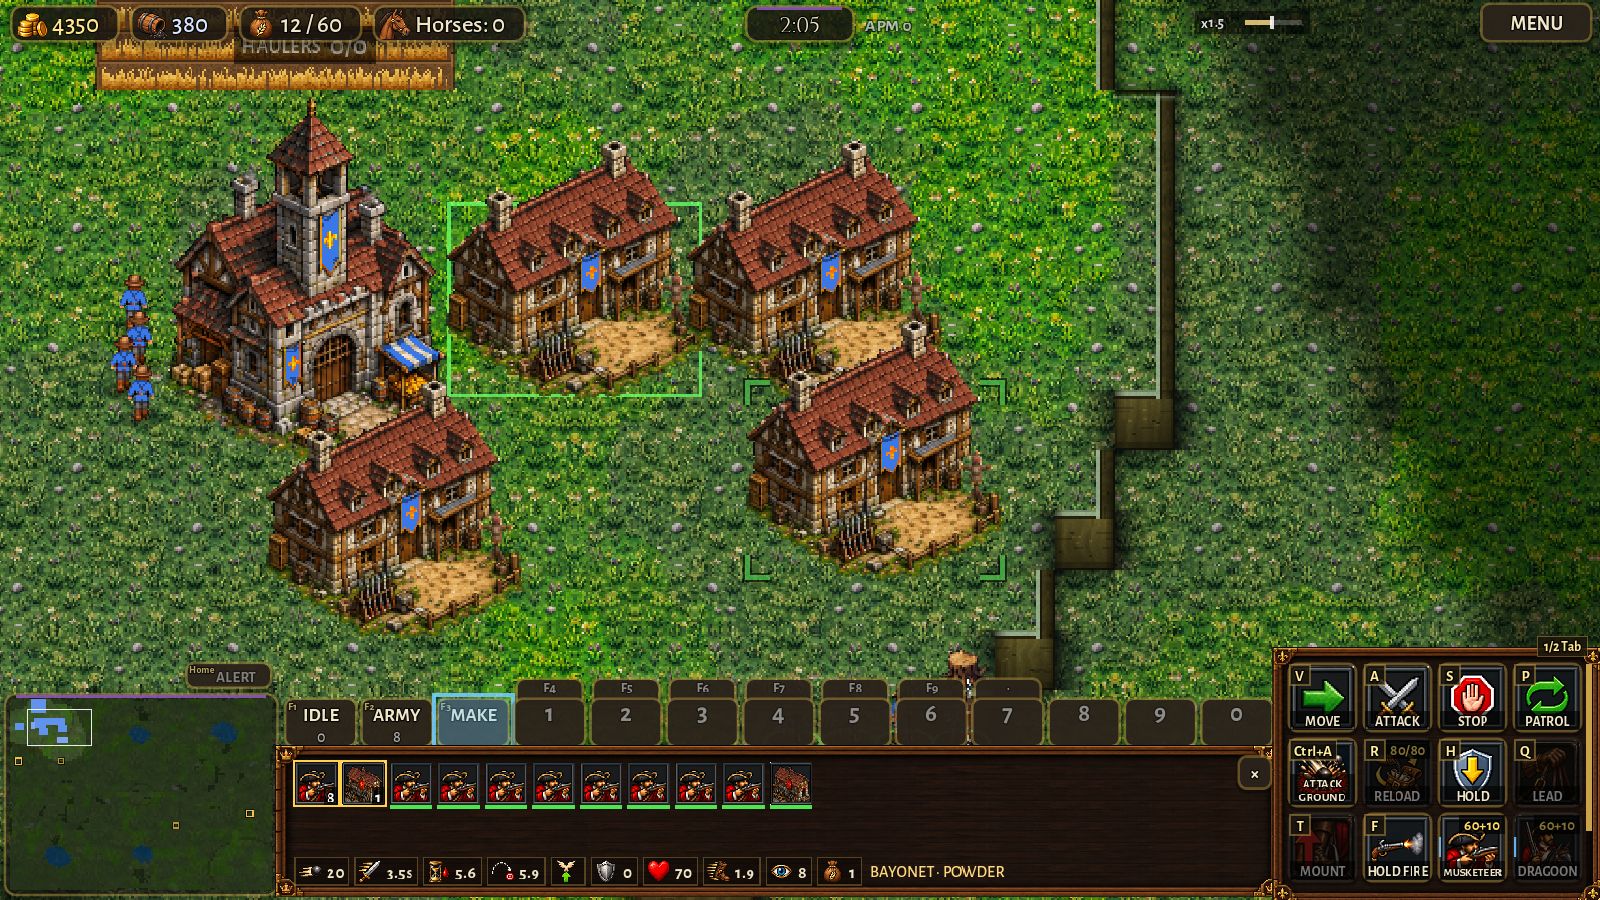 4350
380
12 / 60
Horses: 0
2:05
APM 0
x1.5
MENU
HAULERS 0/0
1/2 Tab
Home
ALERT
F1 IDLE 0
F2 ARMY 8
F3 MAKE
F4 1
F5 2
F6 3
F7 4
F8 5
F9 6
7
8
9
0
8
1
×
20
3.5s
5.6
5.9
0
70
1.9
8
1
BAYONET · POWDER
V MOVE
A ATTACK
S STOP
P PATROL
Ctrl+A ATTACK GROUND
R 80/80 RELOAD
H HOLD
Q LEAD
T MOUNT
F HOLD FIRE
60+10 MUSKETEER
60+10 DRAGOON